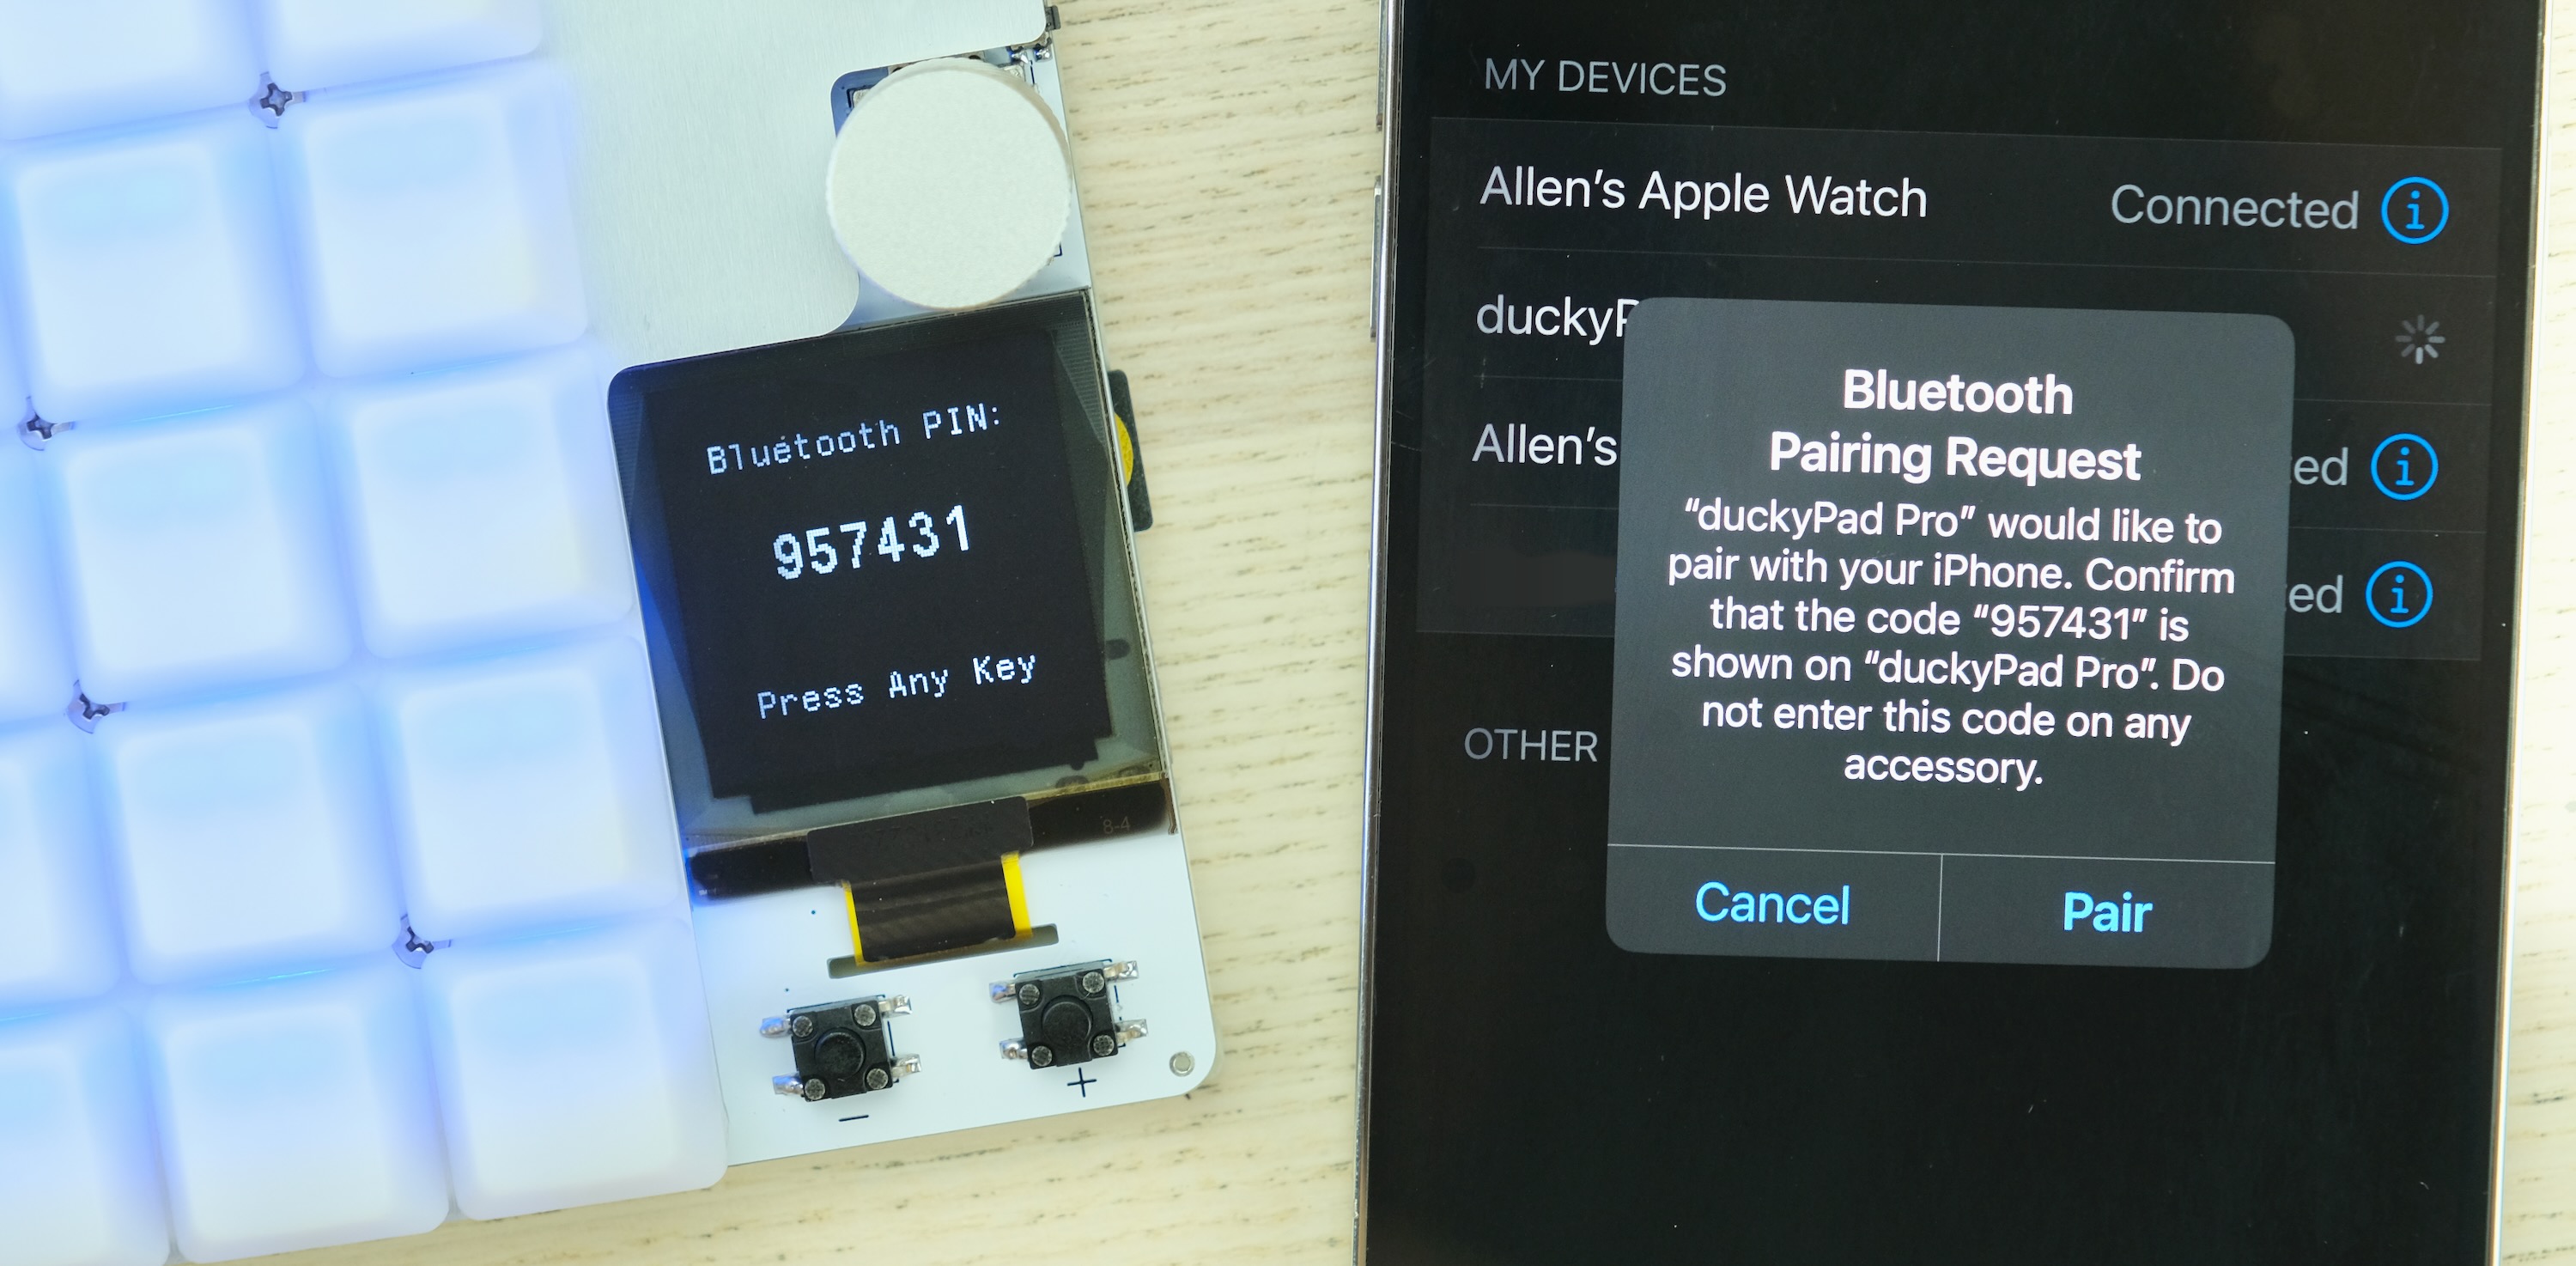 Bluetooth PIN:
957431
Press Any Key
8-4
−
+
MY DEVICES
Allen’s Apple Watch Connected
duckyP
Allen’s ed
ed
OTHER
Bluetooth
Pairing Request
“duckyPad Pro” would like to
pair with your iPhone. Confirm
that the code “957431” is
shown on “duckyPad Pro”. Do
not enter this code on any
accessory.
Cancel Pair